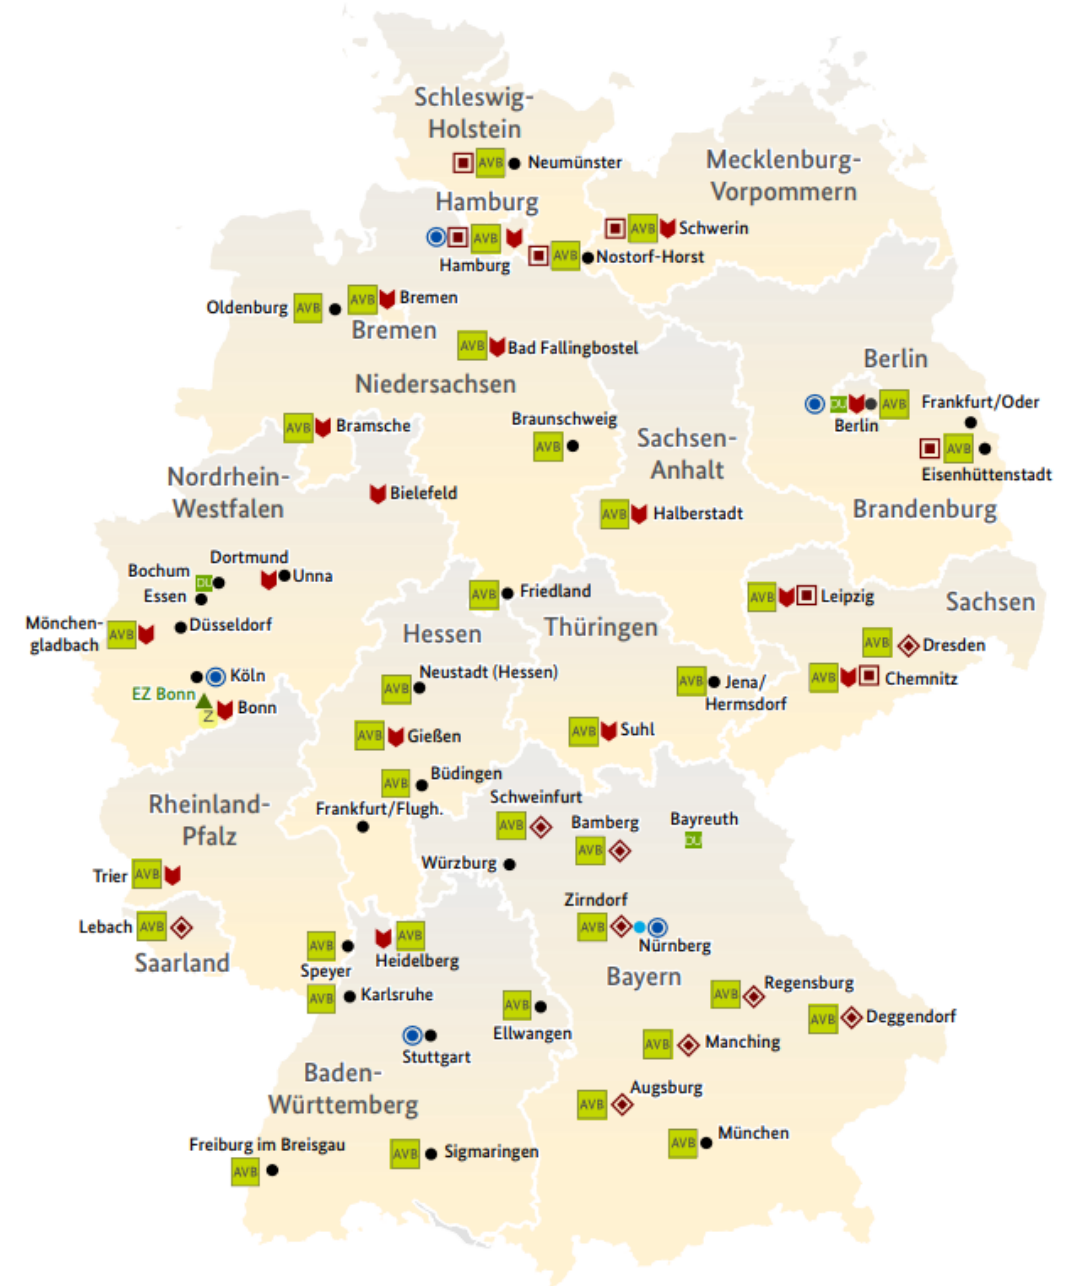 Schleswig-
Holstein
AVB
Neumünster
Mecklenburg-
Vorpommern
Hamburg
AVB
Hamburg
AVB
Schwerin
AVB
Nostorf-Horst
Oldenburg
AVB
AVB
Bremen
Bremen
AVB
Bad Fallingbostel
Niedersachsen
Berlin
DU
AVB
Berlin
Frankfurt/Oder
AVB
Eisenhüttenstadt
Brandenburg
AVB
Bramsche
Braunschweig
AVB
Sachsen-
Anhalt
Nordrhein-
Westfalen
Bielefeld
AVB
Halberstadt
Dortmund
Bochum
DU
Unna
Essen
Mönchen-
gladbach
AVB
Düsseldorf
Köln
EZ Bonn
Z
Bonn
AVB
Friedland
Hessen
Thüringen
AVB
Leipzig
Sachsen
AVB
Dresden
AVB
Chemnitz
Neustadt (Hessen)
AVB
AVB
Jena/
Hermsdorf
AVB
Gießen
AVB
Suhl
AVB
Büdingen
Frankfurt/Flugh.
Rheinland-
Pfalz
Schweinfurt
AVB
Bamberg
AVB
Bayreuth
DU
Würzburg
Trier
AVB
Lebach
AVB
Saarland
Zirndorf
AVB
Nürnberg
Bayern
AVB
Speyer
AVB
Heidelberg
AVB
Karlsruhe
AVB
Ellwangen
Stuttgart
AVB
Regensburg
AVB
Deggendorf
AVB
Manching
Baden-
Württemberg
AVB
Augsburg
AVB
München
Freiburg im Breisgau
AVB
AVB
Sigmaringen